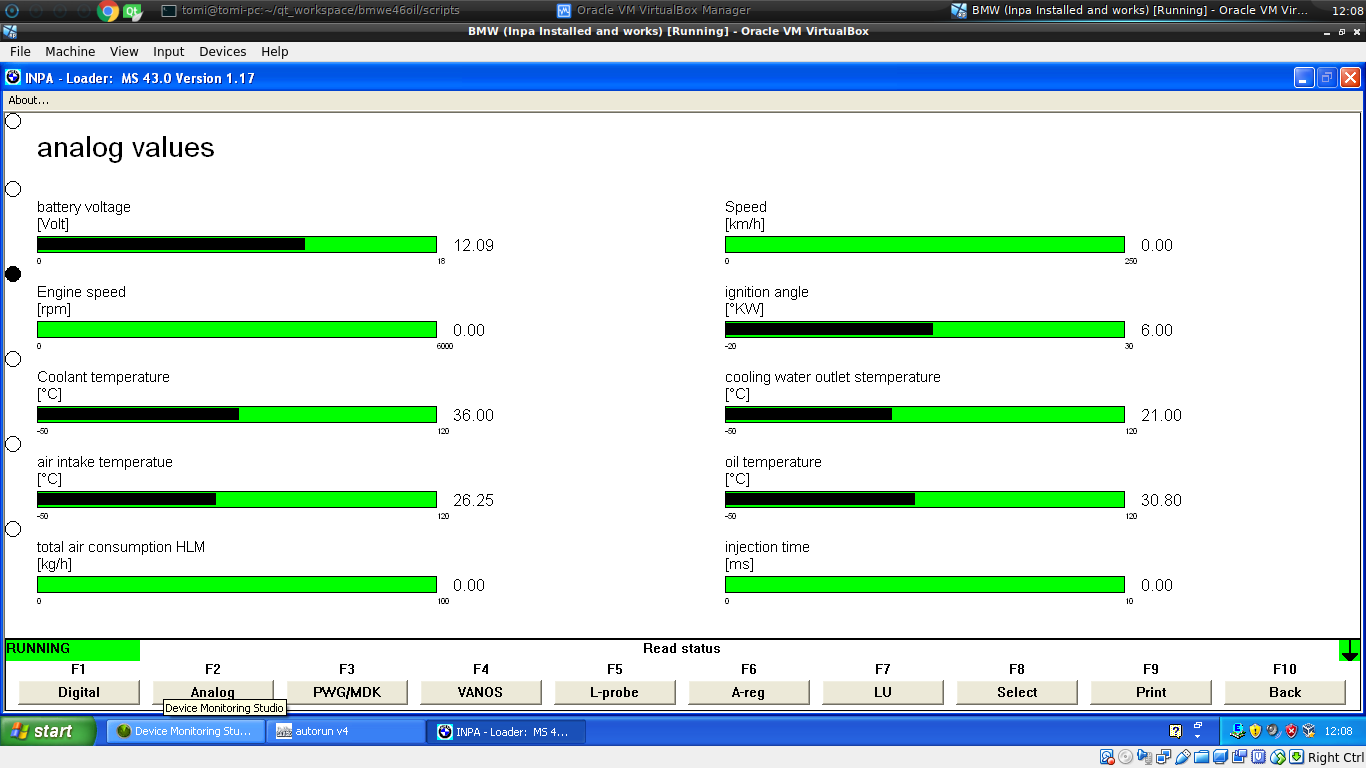 tomi@tomi-pc:~/qt_workspace/bmwe46oil/scripts
Oracle VM VirtualBox Manager
BMW (Inpa Installed and works) [Running] - Oracle VM Vir...
12:08
BMW (Inpa Installed and works) [Running] - Oracle VM VirtualBox
File Machine View Input Devices Help
INPA - Loader: MS 43.0 Version 1.17
About...
analog values
battery voltage
[Volt]
12.09
0 18
Speed
[km/h]
0.00
0 250
Engine speed
[rpm]
0.00
0 6000
ignition angle
[°KW]
6.00
-20 30
Coolant temperature
[°C]
36.00
-50 120
cooling water outlet stemperature
[°C]
21.00
-50 120
air intake temperatue
[°C]
26.25
-50 120
oil temperature
[°C]
30.80
-50 120
total air consumption HLM
[kg/h]
0.00
0 100
injection time
[ms]
0.00
0 10
RUNNING
Read status
F1 F2 F3 F4 F5 F6 F7 F8 F9 F10
Digital Analog PWG/MDK VANOS L-probe A-reg LU Select Print Back
Device Monitoring Studio
start
Device Monitoring Stu...
autorun v4
INPA - Loader: MS 4...
12:08
Right Ctrl